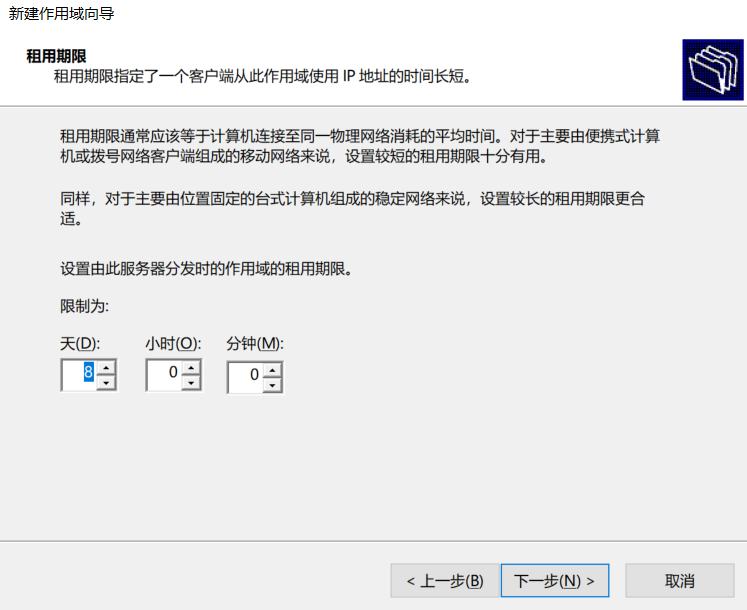 新建作用域向导
租用期限
租用期限指定了一个客户端从此作用域使用 IP 地址的时间长短。
租用期限通常应该等于计算机连接至同一物理网络消耗的平均时间。对于主要由便携式计算
机或拨号网络客户端组成的移动网络来说，设置较短的租用期限十分有用。
同样，对于主要由位置固定的台式计算机组成的稳定网络来说，设置较长的租用期限更合
适。
设置由此服务器分发时的作用域的租用期限。
限制为:
天(D): 小时(O): 分钟(M):
8 0 0
< 上一步(B) 下一步(N) > 取消